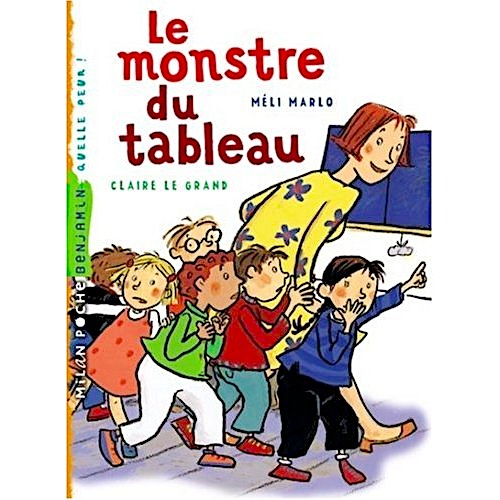 Le
monstre
du
tableau
MÉLI MARLO
CLAIRE LE GRAND
MILAN POCHE BENJAMIN QUELLE PEUR !